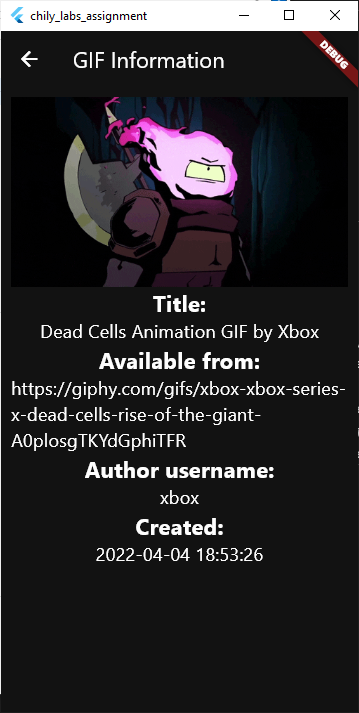 chily_labs_assignment
GIF Information
DEBUG
Title:
Dead Cells Animation GIF by Xbox
Available from:
https://giphy.com/gifs/xbox-xbox-series-
x-dead-cells-rise-of-the-giant-
A0plosgTKYdGphiTFR
Author username:
xbox
Created:
2022-04-04 18:53:26